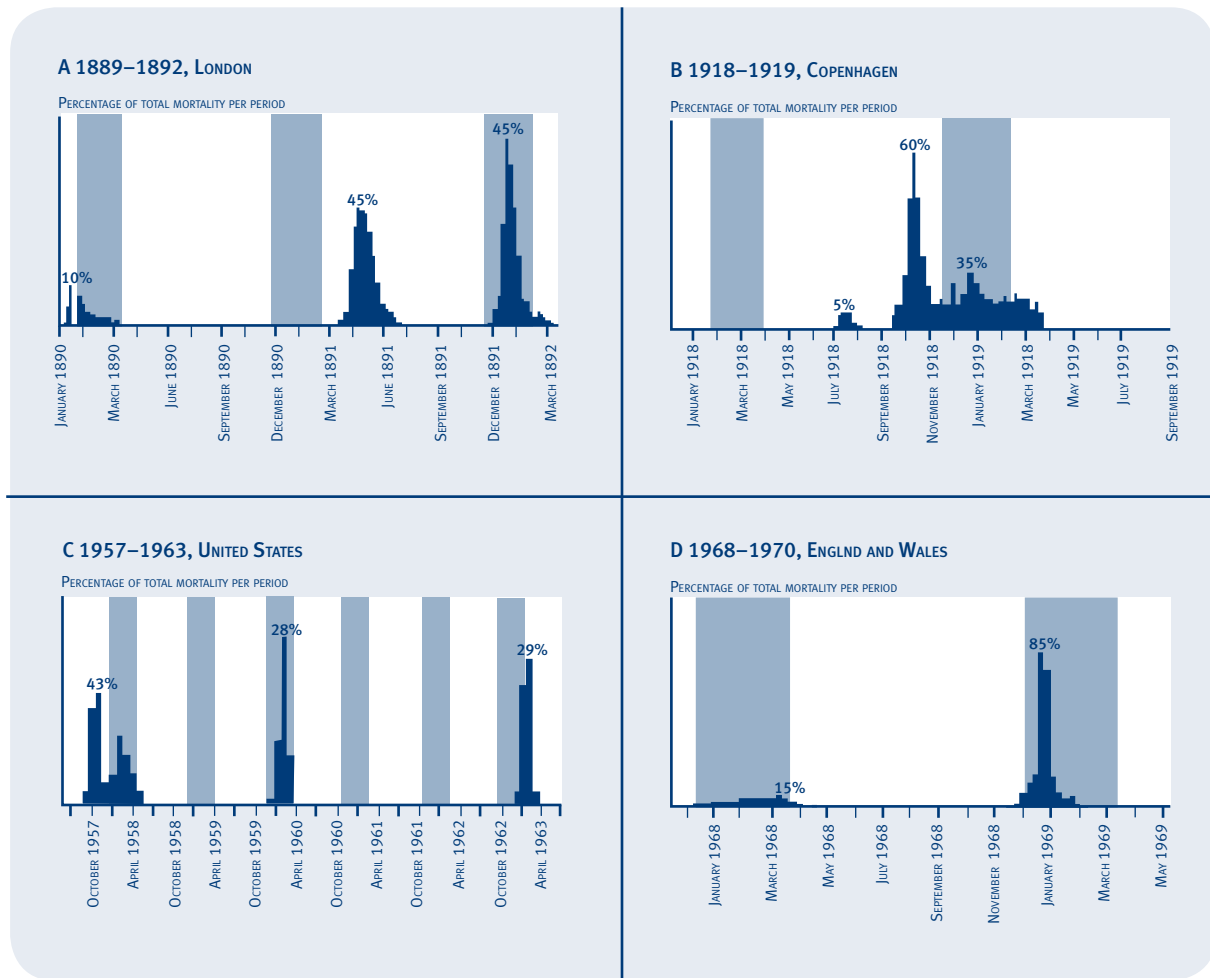 A 1889–1892, London
Percentage of total mortality per period
10%
45%
45%
January 1890
March 1890
June 1890
September 1890
December 1890
March 1891
June 1891
September 1891
December 1891
March 1892
B 1918–1919, Copenhagen
Percentage of total mortality per period
5%
60%
35%
January 1918
March 1918
May 1918
July 1918
September 1918
November 1918
January 1919
March 1918
May 1919
July 1919
September 1919
C 1957–1963, United States
Percentage of total mortality per period
43%
28%
29%
October 1957
April 1958
October 1958
April 1959
October 1959
April 1960
October 1960
April 1961
October 1961
April 1962
October 1962
April 1963
D 1968–1970, Englnd and Wales
Percentage of total mortality per period
15%
85%
January 1968
March 1968
May 1968
July 1968
September 1968
November 1968
January 1969
March 1969
May 1969